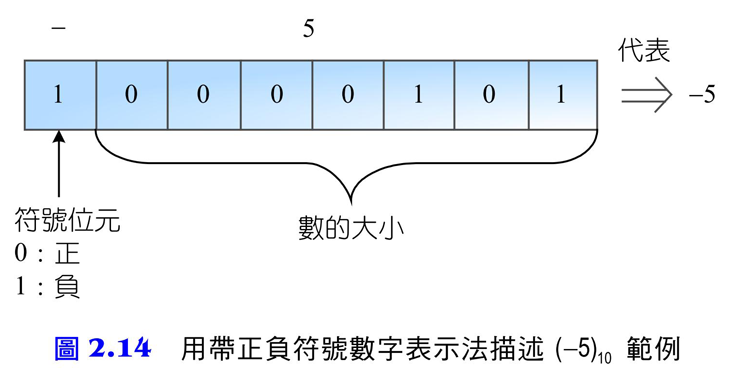 – 5
1 0 0 0 0 1 0 1
代表
–5
符號位元
0：正
1：負
數的大小
圖 2.14 用帶正負符號數字表示法描述 (–5)₁₀ 範例